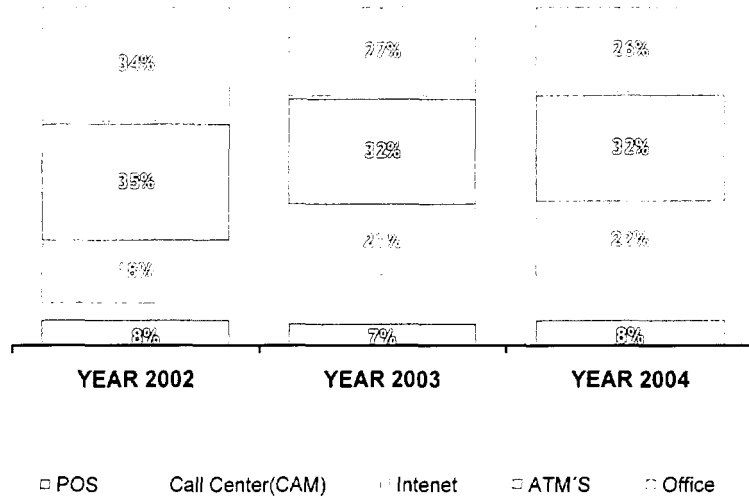 34% 27% 26%
35% 32% 32%
18%
8% 7% 8%
YEAR 2002 YEAR 2003 YEAR 2004
POS Call Center(CAM) Intenet ATM´S Office